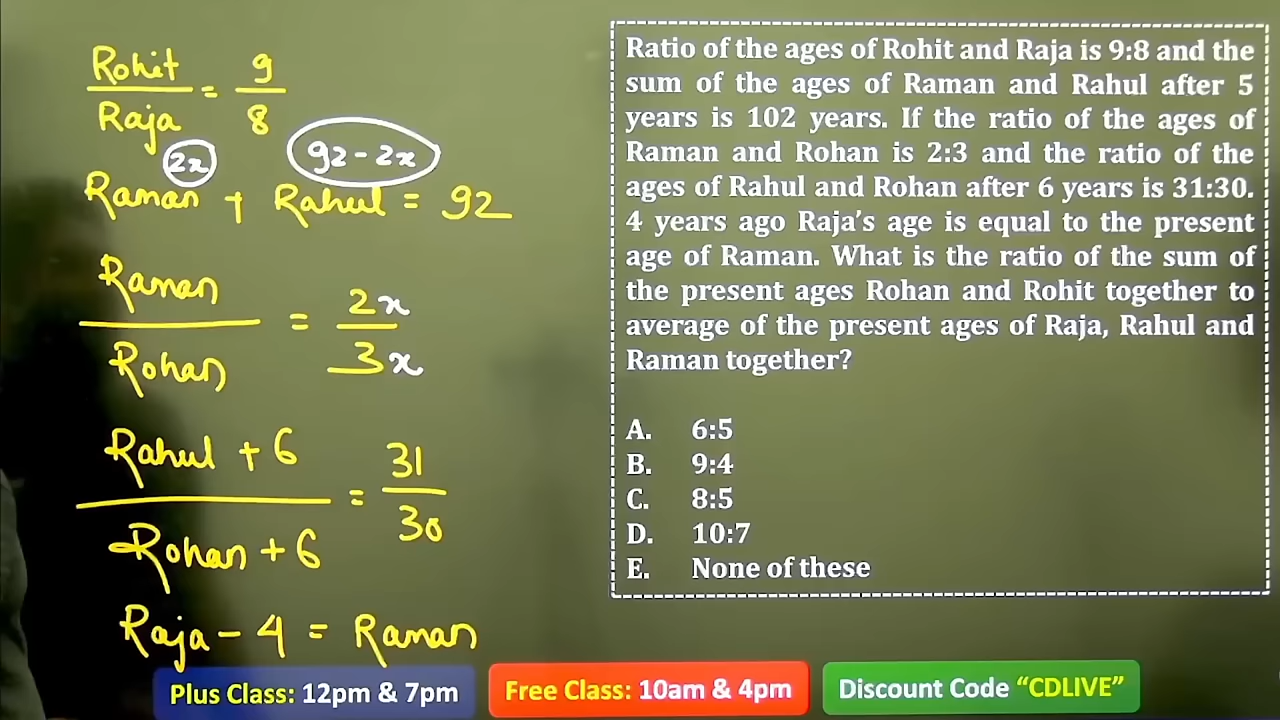 Rohit
Raja
=
9
8
2x
92-2x
Raman + Rahul = 92
Raman
Rohan
=
2x
3x
Rahul + 6
Rohan + 6
=
31
30
Raja - 4 = Raman
Ratio of the ages of Rohit and Raja is 9:8 and the
sum of the ages of Raman and Rahul after 5
years is 102 years. If the ratio of the ages of
Raman and Rohan is 2:3 and the ratio of the
ages of Rahul and Rohan after 6 years is 31:30.
4 years ago Raja’s age is equal to the present
age of Raman. What is the ratio of the sum of
the present ages Rohan and Rohit together to
average of the present ages of Raja, Rahul and
Raman together?
A. 6:5
B. 9:4
C. 8:5
D. 10:7
E. None of these
Plus Class: 12pm & 7pm
Free Class: 10am & 4pm
Discount Code “CDLIVE”